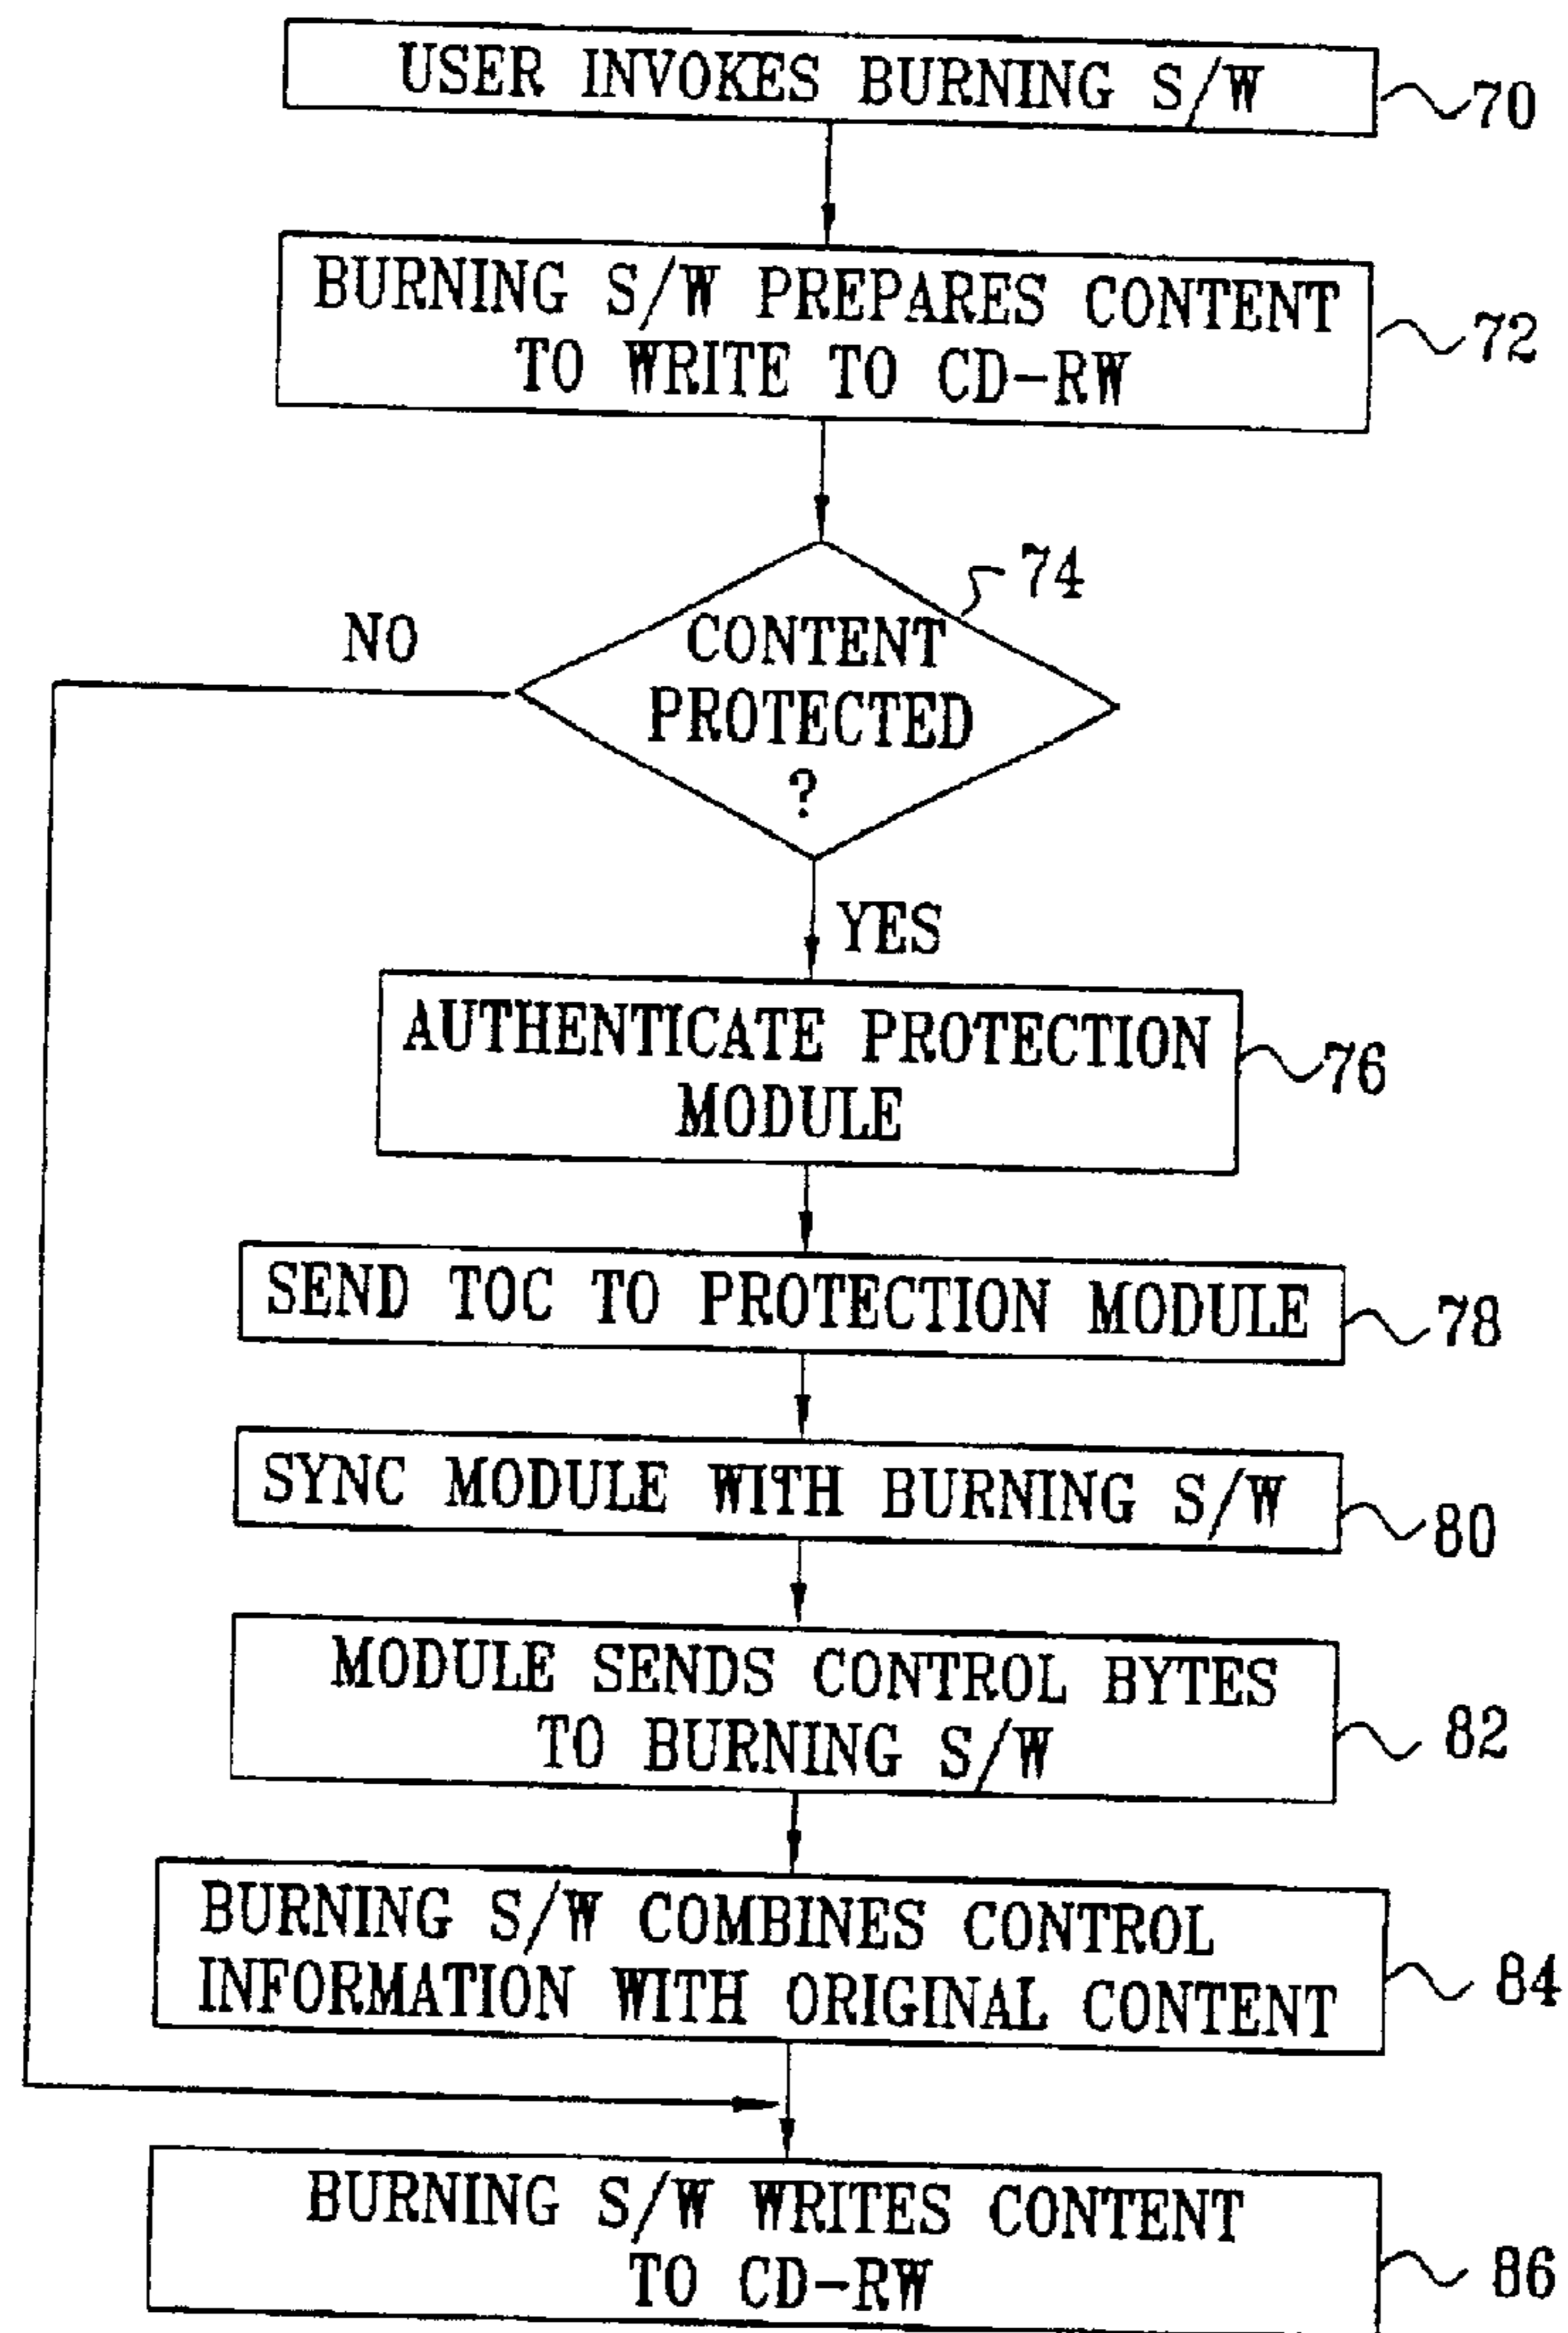 USER INVOKES BURNING S/W
70
BURNING S/W PREPARES CONTENT
TO WRITE TO CD-RW
72
74
CONTENT
PROTECTED
?
NO
YES
AUTHENTICATE PROTECTION
MODULE
76
SEND TOC TO PROTECTION MODULE
78
SYNC MODULE WITH BURNING S/W
80
MODULE SENDS CONTROL BYTES
TO BURNING S/W
82
BURNING S/W COMBINES CONTROL
INFORMATION WITH ORIGINAL CONTENT
84
BURNING S/W WRITES CONTENT
TO CD-RW
86